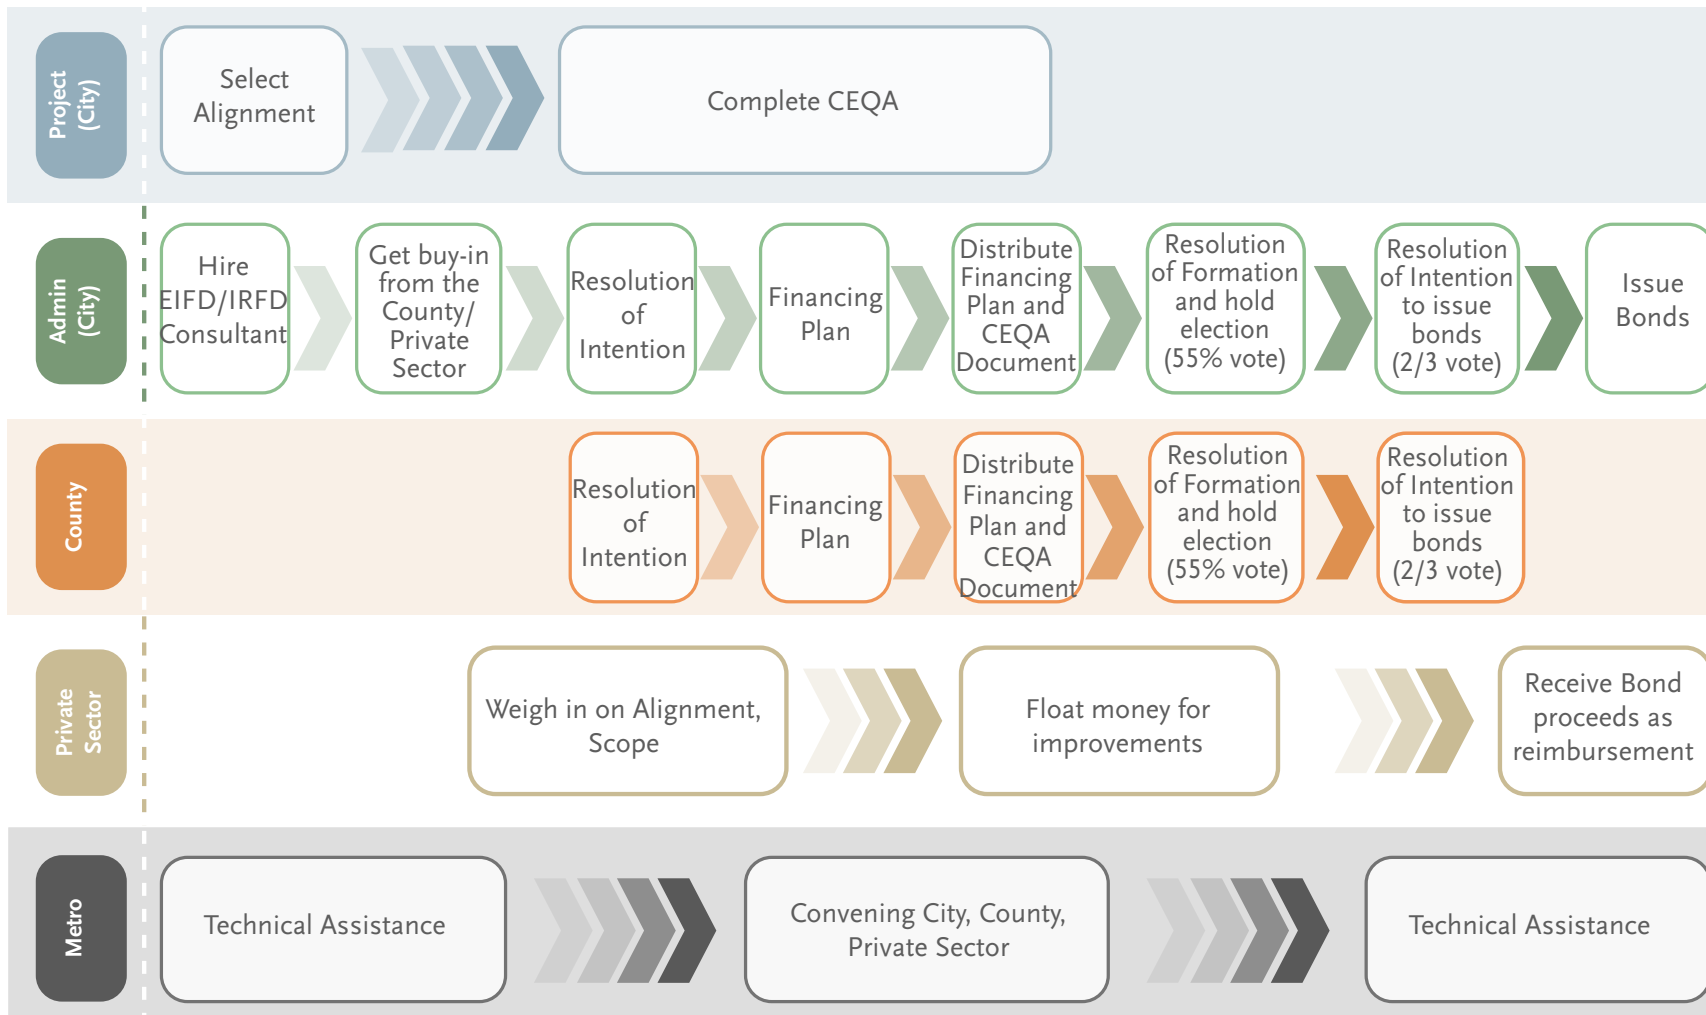 Project
(City)
Select
Alignment
Complete CEQA
Admin
(City)
Hire
EIFD/IRFD
Consultant
Get buy-in
from the
County/
Private
Sector
Resolution
of
Intention
Financing
Plan
Distribute
Financing
Plan and
CEQA
Document
Resolution
of Formation
and hold
election
(55% vote)
Resolution
of Intention
to issue
bonds
(2/3 vote)
Issue
Bonds
County
Resolution
of
Intention
Financing
Plan
Distribute
Financing
Plan and
CEQA
Document
Resolution
of Formation
and hold
election
(55% vote)
Resolution
of Intention
to issue
bonds
(2/3 vote)
Private
Sector
Weigh in on Alignment,
Scope
Float money for
improvements
Receive Bond
proceeds as
reimbursement
Metro
Technical Assistance
Convening City, County,
Private Sector
Technical Assistance